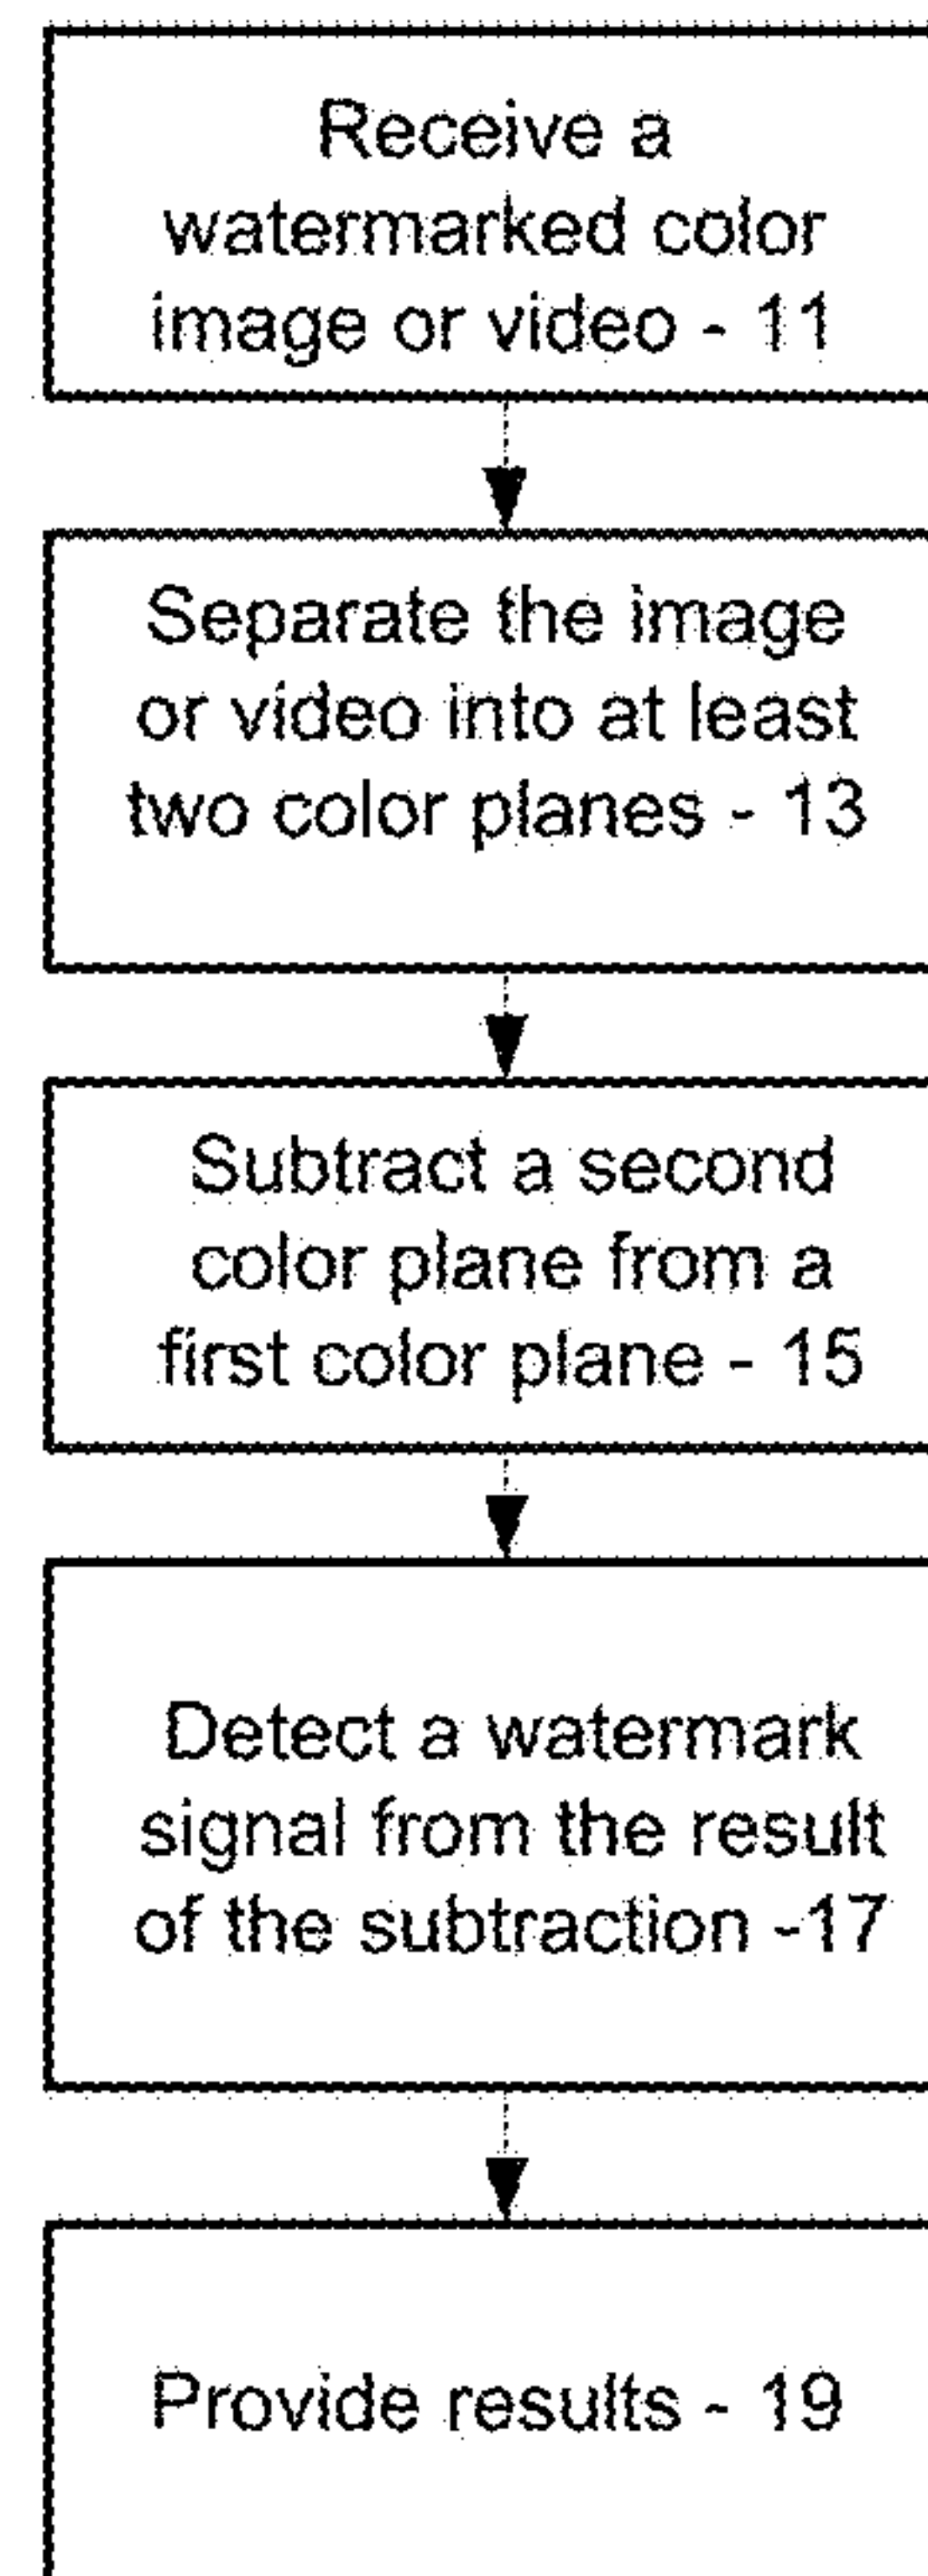 Receive a
watermarked color
image or video - 11
Separate the image
or video into at least
two color planes - 13
Subtract a second
color plane from a
first color plane - 15
Detect a watermark
signal from the result
of the subtraction -17
Provide results - 19